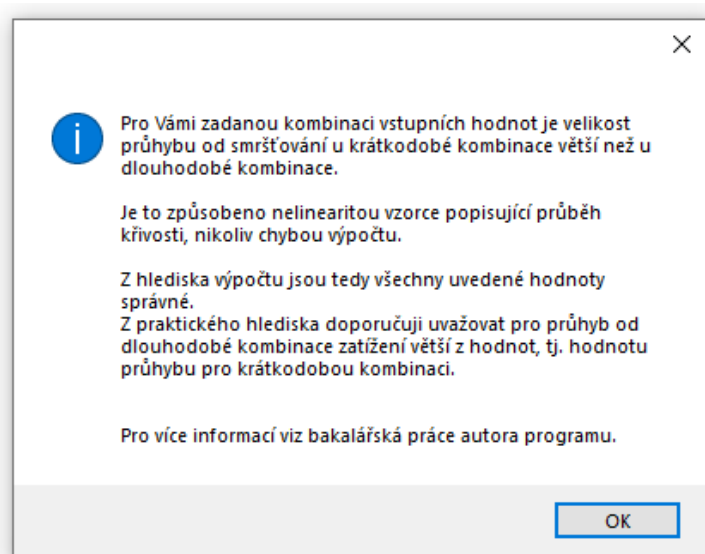 Pro Vámi zadanou kombinaci vstupních hodnot je velikost
průhybu od smršťování u krátkodobé kombinace větší než u
dlouhodobé kombinace.
Je to způsobeno nelinearitou vzorce popisující průběh
křivosti, nikoliv chybou výpočtu.
Z hlediska výpočtu jsou tedy všechny uvedené hodnoty
správné.
Z praktického hlediska doporučuji uvažovat pro průhyb od
dlouhodobé kombinace zatížení větší z hodnot, tj. hodnotu
průhybu pro krátkodobou kombinaci.
Pro více informací viz bakalářská práce autora programu.
OK